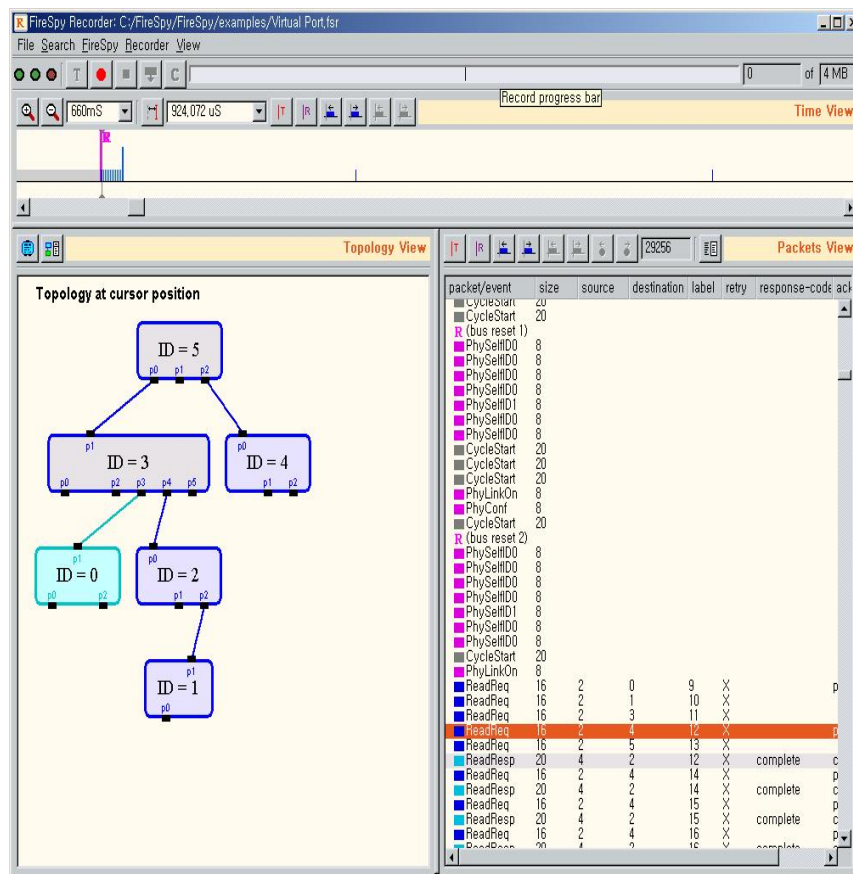 FireSpy Recorder: C:/FireSpy/FireSpy/examples/Virtual Port.fsr
File Search FireSpy Recorder View
T C 0 of 4 MB
Record progress bar
660mS 924,072 uS T R Time View
R
Topology View
Topology at cursor position
ID = 5
p0 p1 p2
p1 p0
ID = 3 ID = 4
p0 p2 p3 p4 p5 p1 p2
p1 p0
ID = 0 ID = 2
p0 p2 p1 p2
p1
ID = 1
p0
T R 29256 Packets View
packet/event size source destination label retry response-code ack
CycleStart 20
CycleStart 20
R (bus reset 1)
PhySelfID0 8
PhySelfID0 8
PhySelfID0 8
PhySelfID0 8
PhySelfID1 8
PhySelfID0 8
PhySelfID0 8
CycleStart 20
CycleStart 20
CycleStart 20
PhyLinkOn 8
PhyConf 8
CycleStart 20
R (bus reset 2)
PhySelfID0 8
PhySelfID0 8
PhySelfID0 8
PhySelfID0 8
PhySelfID1 8
PhySelfID0 8
PhySelfID0 8
CycleStart 20
PhyLinkOn 8
ReadReq 16 2 0 9 X p
ReadReq 16 2 1 10 X
ReadReq 16 2 3 11 X
ReadReq 16 2 4 12 X p
ReadReq 16 2 5 13 X
ReadResp 20 4 2 12 X complete c
ReadReq 16 2 4 14 X p
ReadResp 20 4 2 14 X complete c
ReadReq 16 2 4 15 X p
ReadResp 20 4 2 15 X complete c
ReadReq 16 2 4 16 X p
ReadResp 20 4 2 16 X complete c